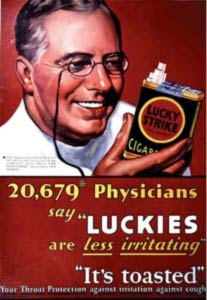 LUCKY
STRIKE
CIGAR
20,679* Physicians
say "LUCKIES
are less irritating"
"It's toasted"
Your Throat Protection against irritation against cough